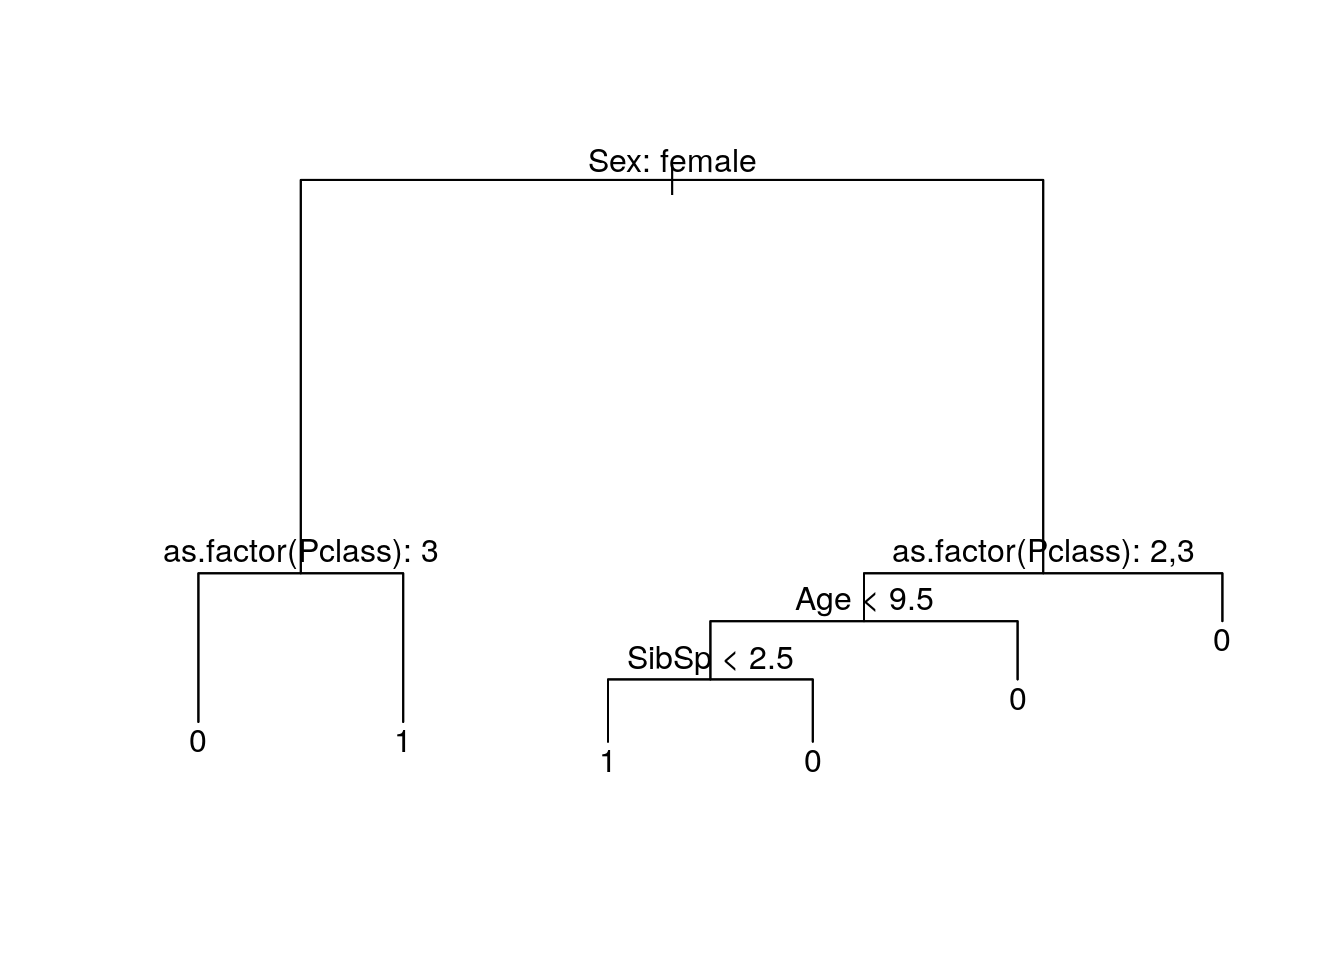 Sex: female
as.factor(Pclass): 3
as.factor(Pclass): 2,3
Age < 9.5
0
SibSp < 2.5
0
0
1
1
0